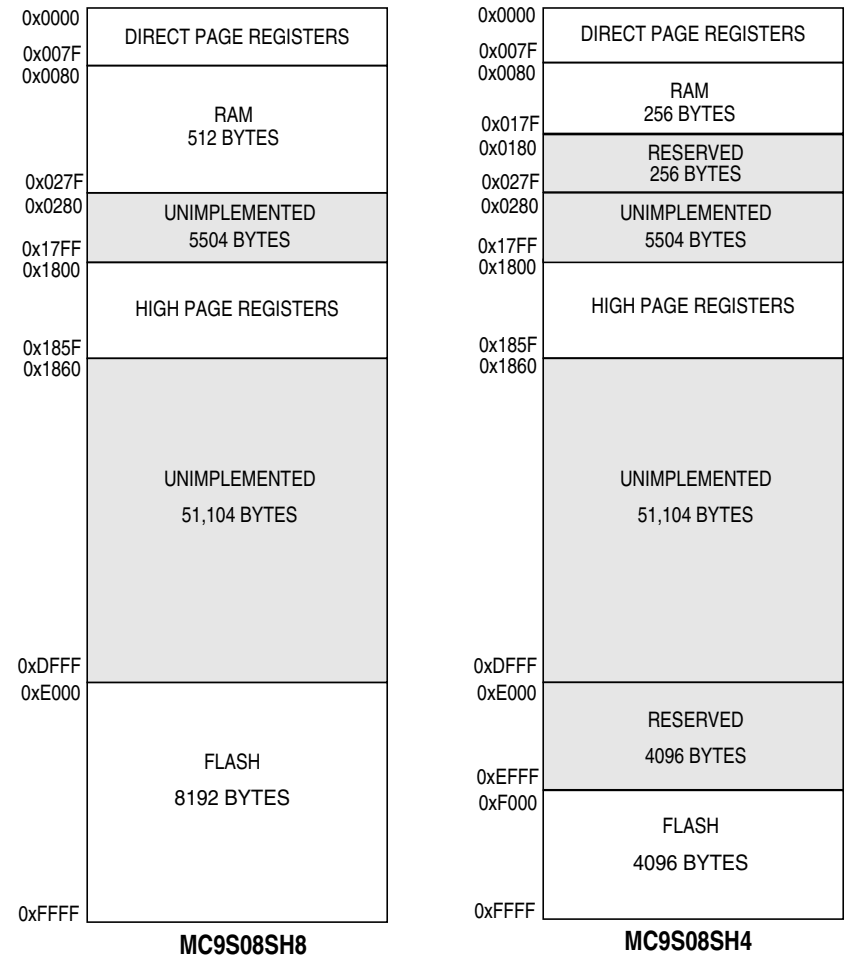 0x0000
DIRECT PAGE REGISTERS
0x007F
0x0080
RAM
512 BYTES
0x027F
0x0280
UNIMPLEMENTED
5504 BYTES
0x17FF
0x1800
HIGH PAGE REGISTERS
0x185F
0x1860
UNIMPLEMENTED
51,104 BYTES
0xDFFF
0xE000
FLASH
8192 BYTES
0xFFFF
MC9S08SH8
0x0000
DIRECT PAGE REGISTERS
0x007F
0x0080
RAM
256 BYTES
0x017F
0x0180
RESERVED
256 BYTES
0x027F
0x0280
UNIMPLEMENTED
5504 BYTES
0x17FF
0x1800
HIGH PAGE REGISTERS
0x185F
0x1860
UNIMPLEMENTED
51,104 BYTES
0xDFFF
0xE000
RESERVED
4096 BYTES
0xEFFF
0xF000
FLASH
4096 BYTES
0xFFFF
MC9S08SH4